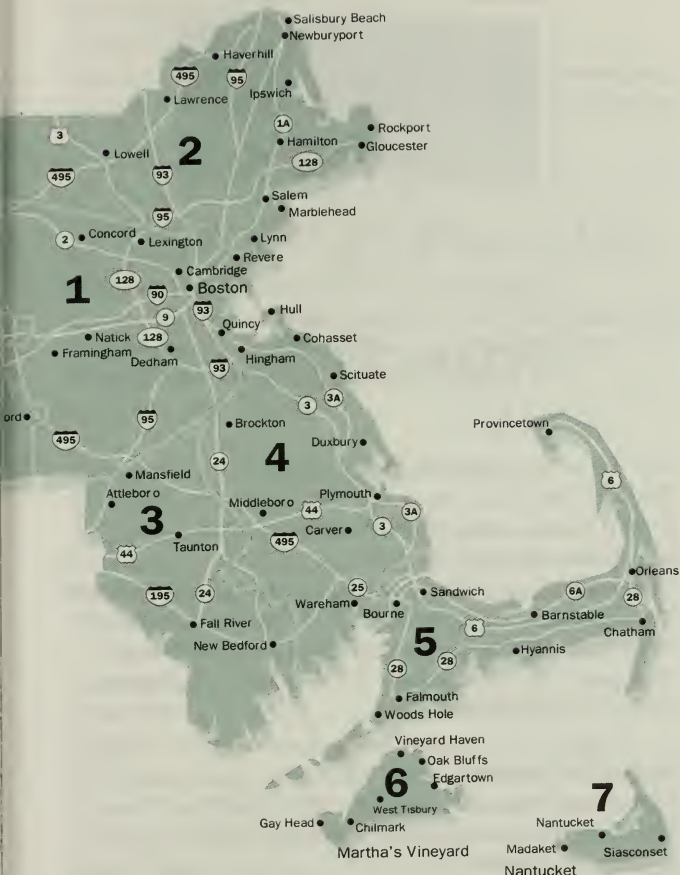 Salisbury Beach
Newburyport
Haverhill
495
95
Ipswich
Lawrence
1A
Rockport
3
Hamilton
Gloucester
Lowell
2
128
495
93
Salem
95
Marblehead
2
Concord
Lexington
Lynn
Revere
Cambridge
1
128
90
Boston
93
Hull
9
Quincy
Natick
128
Cohasset
Framingham
Dedham
Hingham
93
Scituate
3A
3
ord
95
Brockton
Provincetown
495
Duxbury
24
4
6
Mansfield
Attleboro
Middleboro
44
Plymouth
3A
3
3
Carver
44
Taunton
495
Orleans
195
24
25
Sandwich
6A
28
Wareham
Bourne
Barnstable
Fall River
5
6
Chatham
New Bedford
28
Hyannis
28
Falmouth
Woods Hole
Vineyard Haven
Oak Bluffs
6
Edgartown
7
West Tisbury
Nantucket
Gay Head
Chilmark
Madaket
Siasconset
Martha's Vineyard
Nantucket